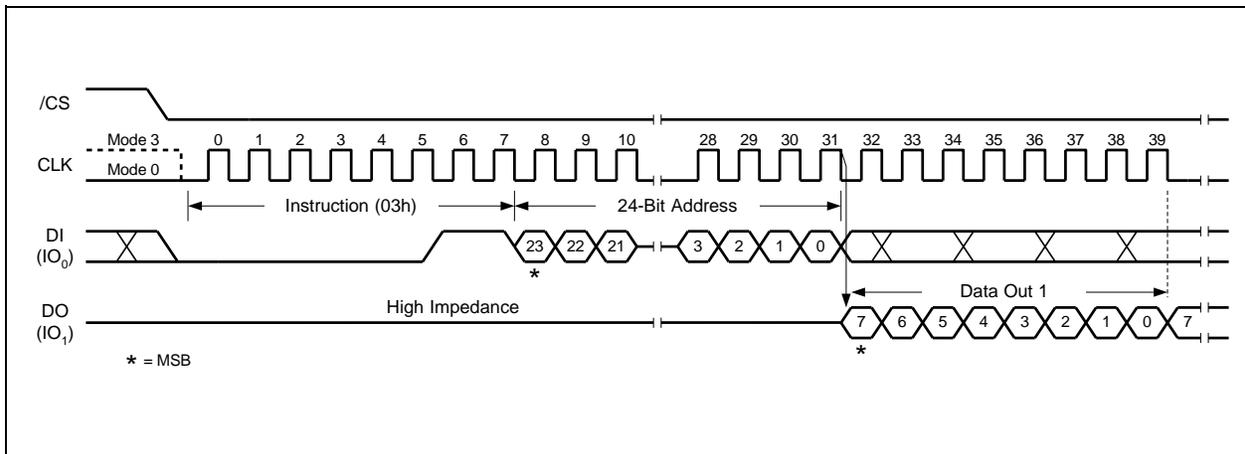 /CS
Mode 3 0 1 2 3 4 5 6 7 8 9 10 28 29 30 31 32 33 34 35 36 37 38 39
CLK
Mode 0
Instruction (03h) 24-Bit Address
DI
(IO0)
23 22 21 3 2 1 0
*
Data Out 1
High Impedance
DO
(IO1)
7 6 5 4 3 2 1 0 7
*
* = MSB